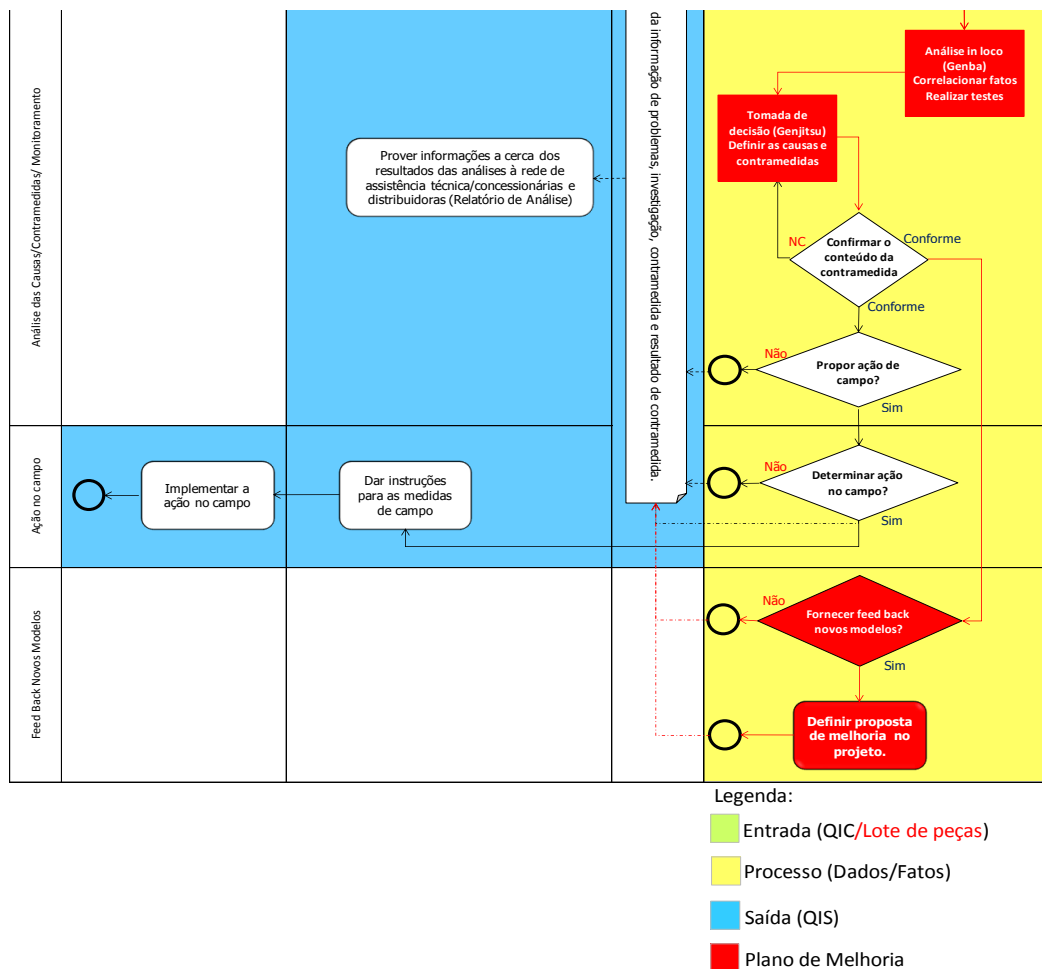 Análise das Causas/Contramedidas/ Monitoramento
Prover informações a cerca dos
resultados das análises à rede de
assistência técnica/concessionárias e
distribuidoras (Relatório de Análise)
da informação de problemas, investigação, contramedida e resultado de contramedida.
Análise in loco
(Genba)
Correlacionar fatos
Realizar testes
Tomada de
decisão (Genjitsu)
Definir as causas e
contramedidas
NC
Confirmar o
conteúdo da
contramedida
Conforme
Conforme
Não
Propor ação de
campo?
Sim
Ação no campo
Implementar a
ação no campo
Dar instruções
para as medidas
de campo
Não
Determinar ação
no campo?
Sim
Feed Back Novos Modelos
Não
Fornecer feed back
novos modelos?
Sim
Definir proposta
de melhoria no
projeto.
Legenda:
Entrada (QIC/Lote de peças)
Processo (Dados/Fatos)
Saída (QIS)
Plano de Melhoria